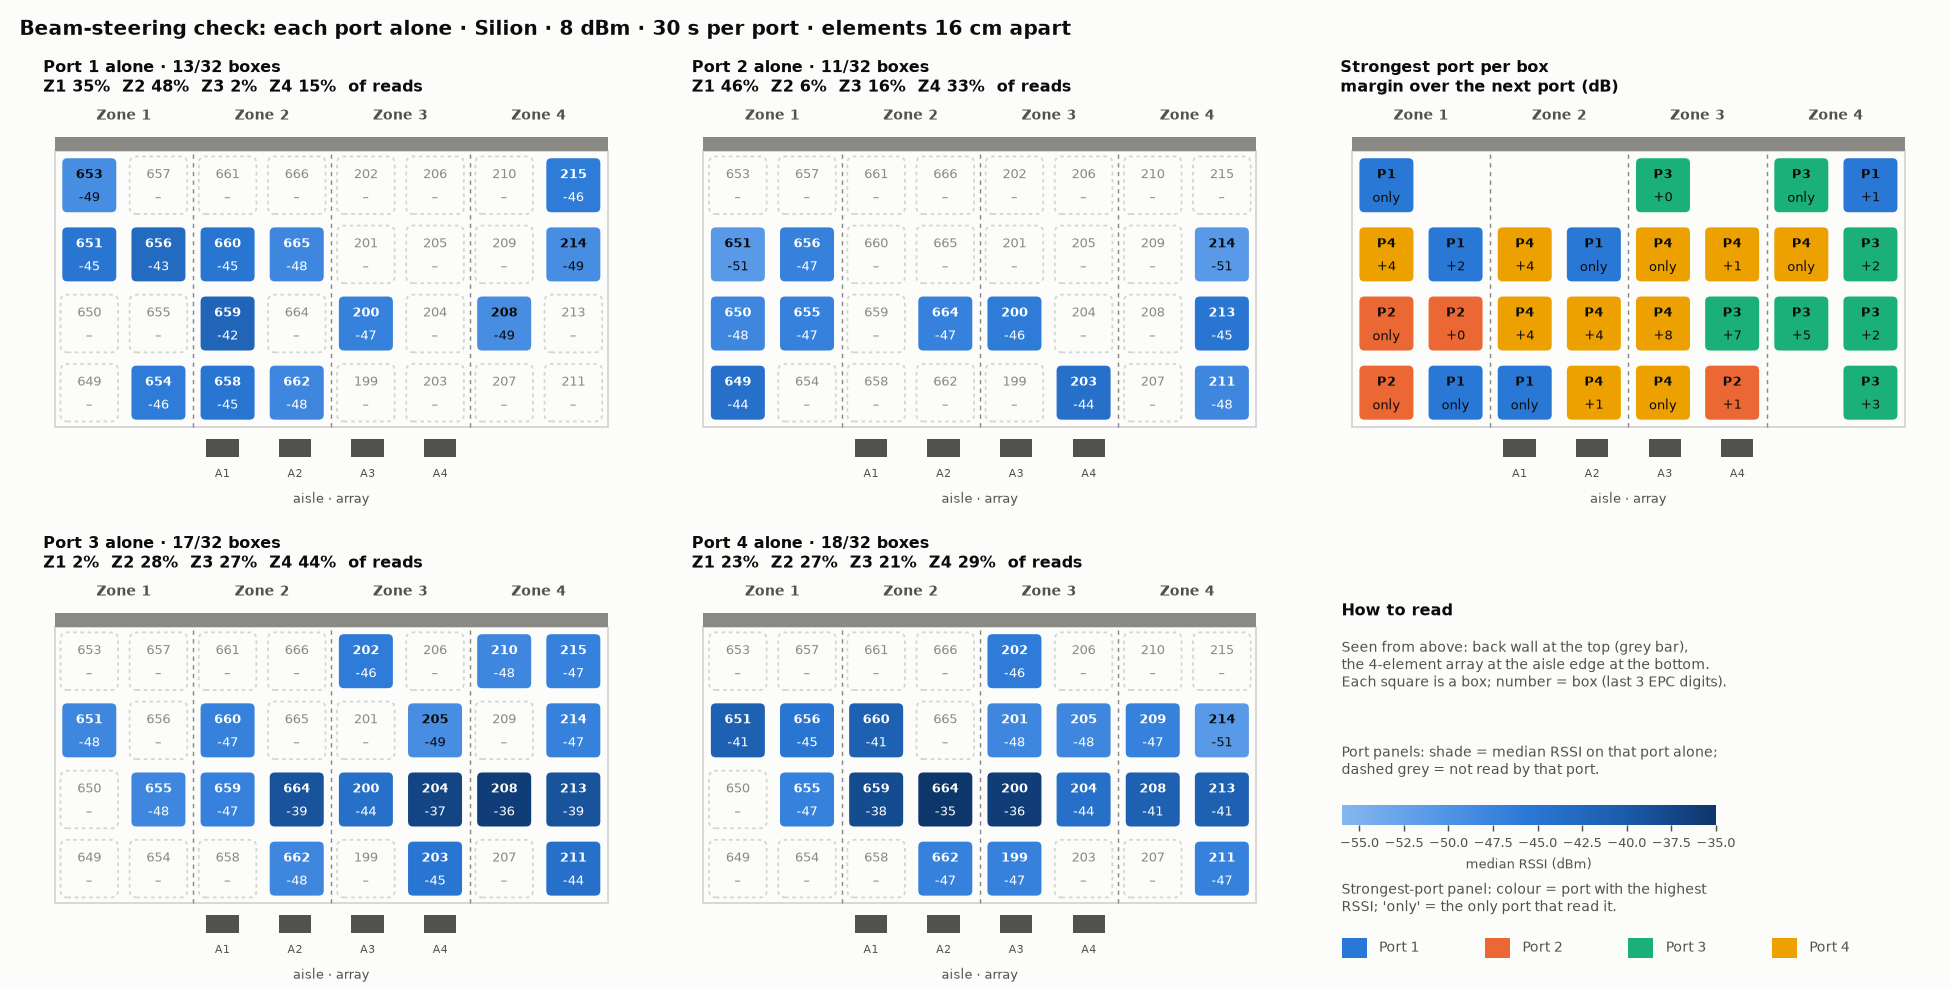 Beam-steering check: each port alone · Silion · 8 dBm · 30 s per port · elements 16 cm apart
Port 1 alone · 13/32 boxes
Z1 35%  Z2 48%  Z3 2%  Z4 15%  of reads
Zone 1 Zone 2 Zone 3 Zone 4
653 657 661 666 202 206 210 215
-49 – – – – – – -46
651 656 660 665 201 205 209 214
-45 -43 -45 -48 – – – -49
650 655 659 664 200 204 208 213
– – -42 – -47 – -49 –
649 654 658 662 199 203 207 211
– -46 -45 -48 – – – –
A1 A2 A3 A4
aisle · array
Port 2 alone · 11/32 boxes
Z1 46%  Z2 6%  Z3 16%  Z4 33%  of reads
Zone 1 Zone 2 Zone 3 Zone 4
653 657 661 666 202 206 210 215
– – – – – – – –
651 656 660 665 201 205 209 214
-51 -47 – – – – – -51
650 655 659 664 200 204 208 213
-48 -47 – -47 -46 – – -45
649 654 658 662 199 203 207 211
-44 – – – – -44 – -48
A1 A2 A3 A4
aisle · array
Strongest port per box
margin over the next port (dB)
Zone 1 Zone 2 Zone 3 Zone 4
P1 P3 P3 P1
only +0 only +1
P4 P1 P4 P1 P4 P4 P4 P3
+4 +2 +4 only only +1 only +2
P2 P2 P4 P4 P4 P3 P3 P3
only +0 +4 +4 +8 +7 +5 +2
P2 P1 P1 P4 P4 P2 P3
only only only +1 only +1 +3
A1 A2 A3 A4
aisle · array
Port 3 alone · 17/32 boxes
Z1 2%  Z2 28%  Z3 27%  Z4 44%  of reads
Zone 1 Zone 2 Zone 3 Zone 4
653 657 661 666 202 206 210 215
– – – – -46 – -48 -47
651 656 660 665 201 205 209 214
-48 – -47 – – -49 – -47
650 655 659 664 200 204 208 213
– -48 -47 -39 -44 -37 -36 -39
649 654 658 662 199 203 207 211
– – – -48 – -45 – -44
A1 A2 A3 A4
aisle · array
Port 4 alone · 18/32 boxes
Z1 23%  Z2 27%  Z3 21%  Z4 29%  of reads
Zone 1 Zone 2 Zone 3 Zone 4
653 657 661 666 202 206 210 215
– – – – -46 – – –
651 656 660 665 201 205 209 214
-41 -45 -41 – -48 -48 -47 -51
650 655 659 664 200 204 208 213
– -47 -38 -35 -36 -44 -41 -41
649 654 658 662 199 203 207 211
– – – -47 -47 – – -47
A1 A2 A3 A4
aisle · array
How to read
Seen from above: back wall at the top (grey bar),
the 4-element array at the aisle edge at the bottom.
Each square is a box; number = box (last 3 EPC digits).
Port panels: shade = median RSSI on that port alone;
dashed grey = not read by that port.
−55.0 −52.5 −50.0 −47.5 −45.0 −42.5 −40.0 −37.5 −35.0
median RSSI (dBm)
Strongest-port panel: colour = port with the highest
RSSI; 'only' = the only port that read it.
Port 1 Port 2 Port 3 Port 4